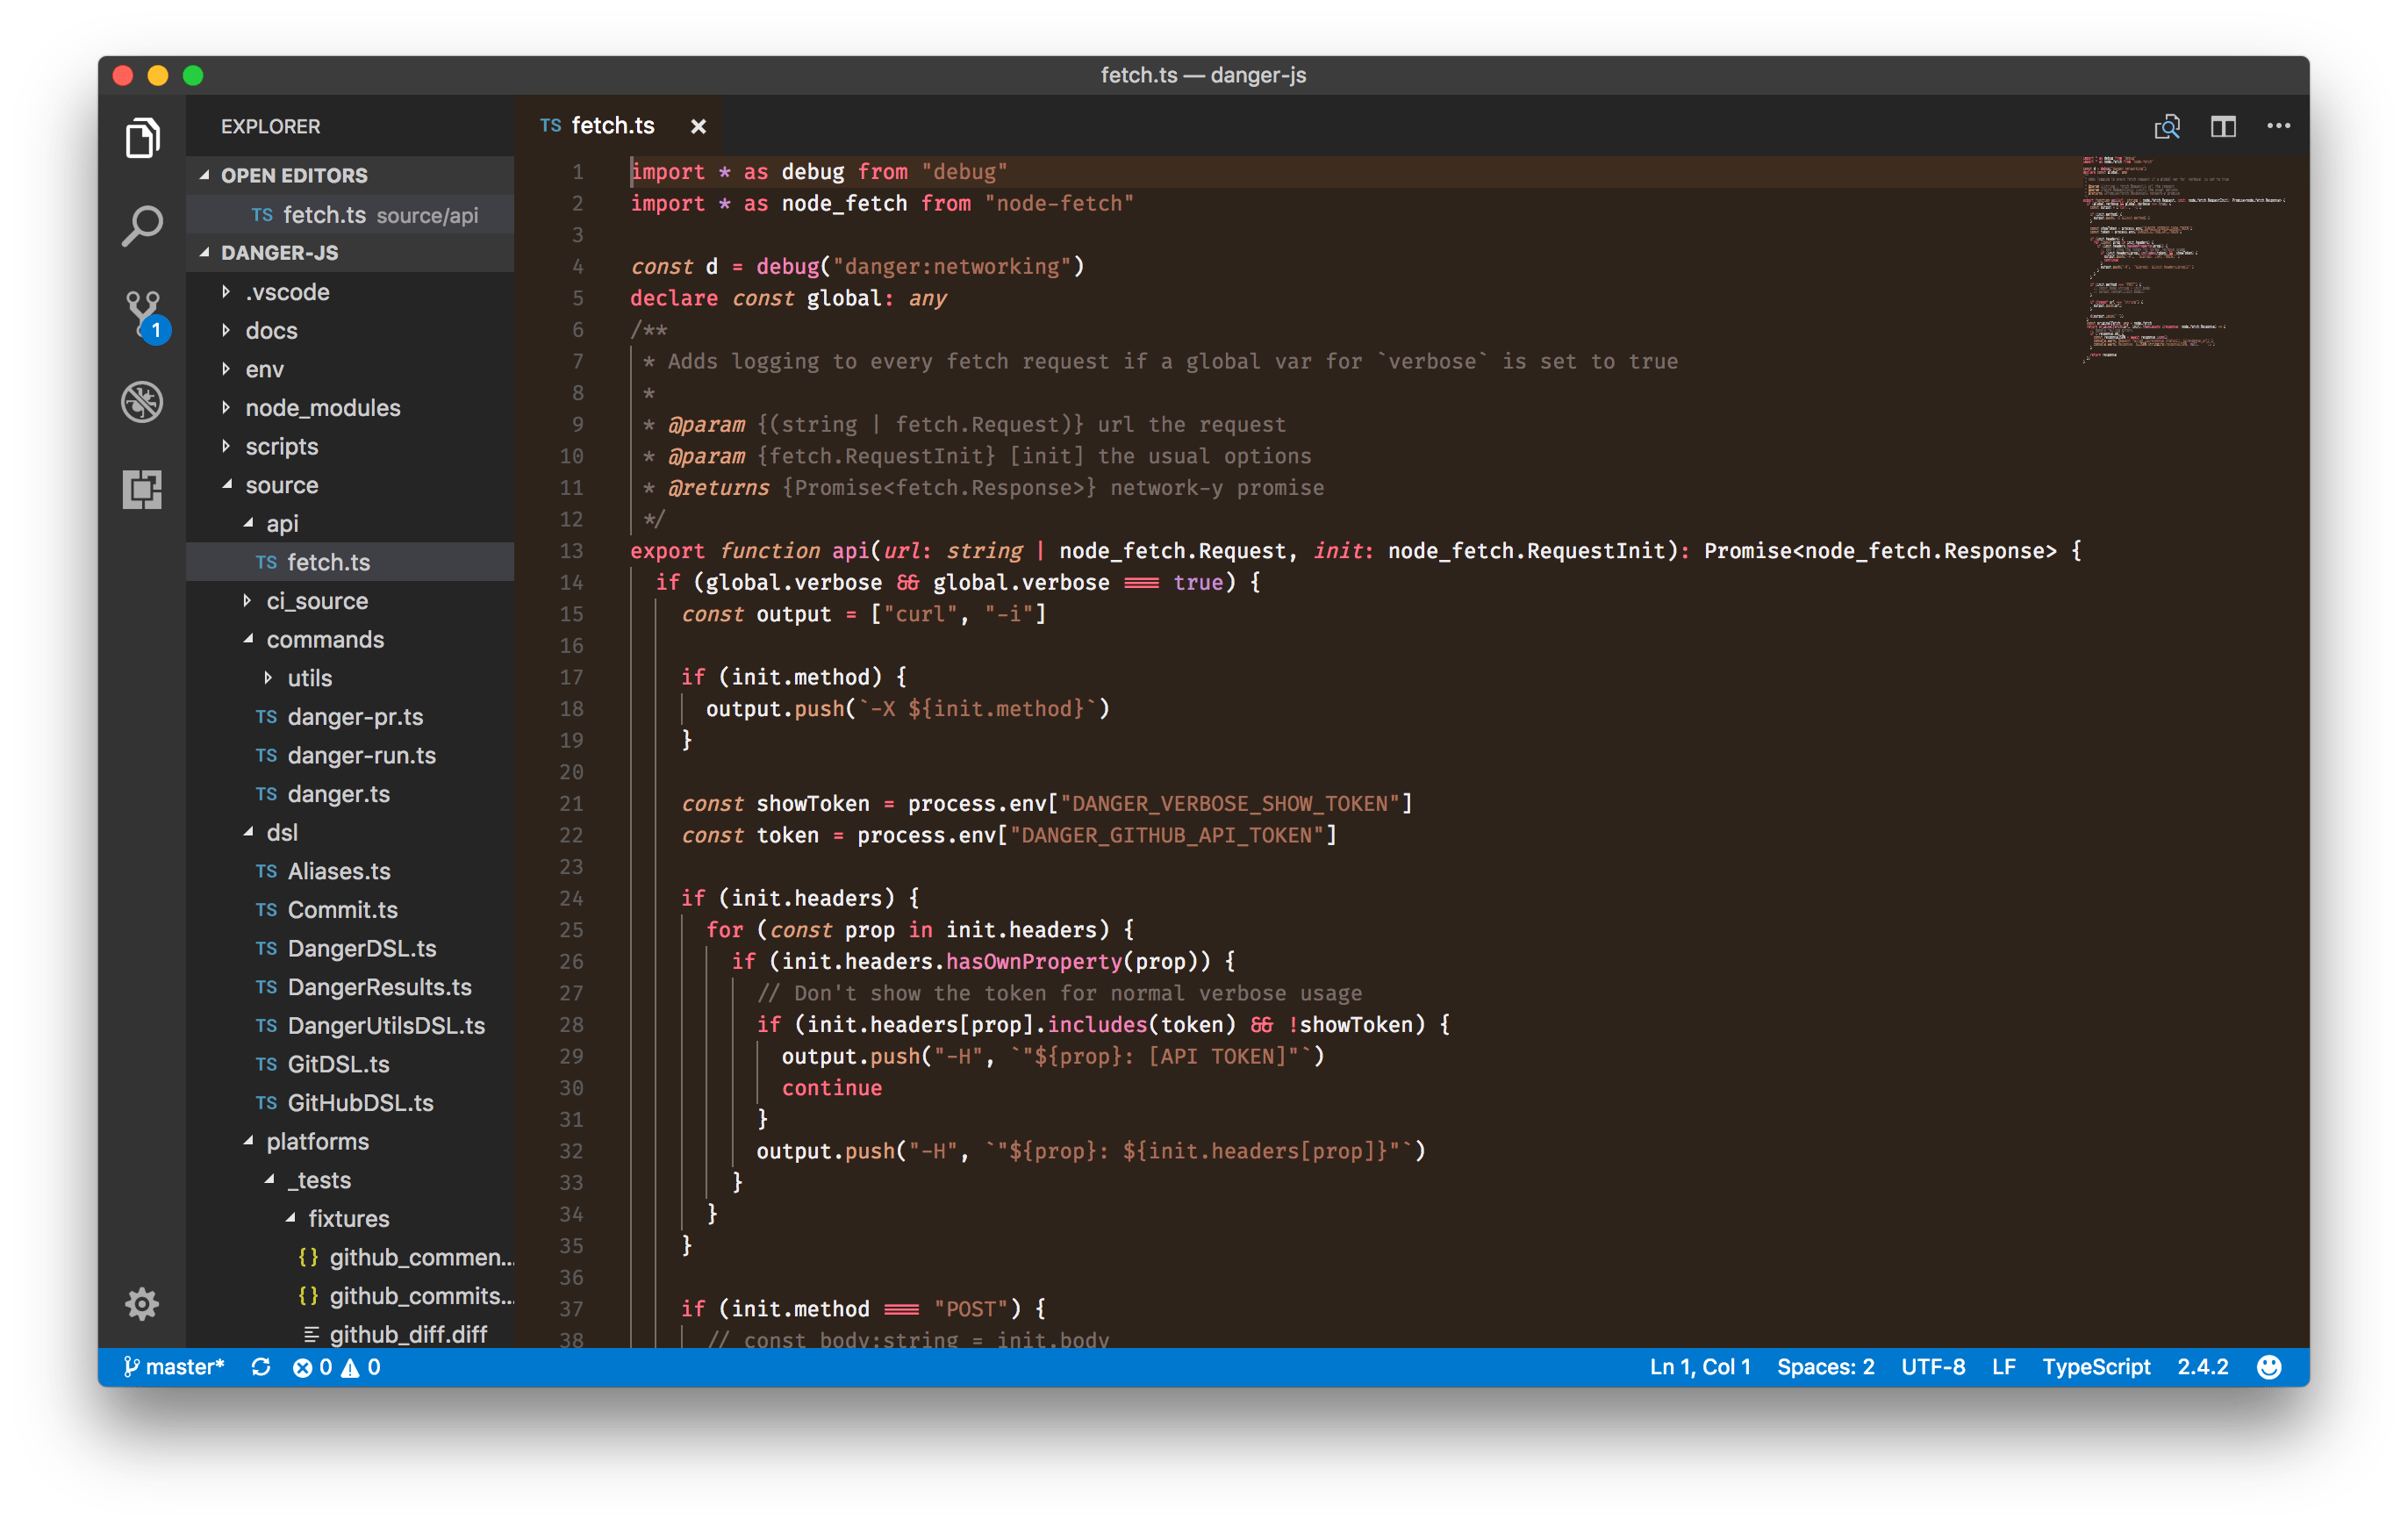 fetch.ts — danger-js
EXPLORER
OPEN EDITORS
TS fetch.ts source/api
DANGER-JS
.vscode
docs
env
node_modules
scripts
source
api
TS fetch.ts
ci_source
commands
utils
TS danger-pr.ts
TS danger-run.ts
TS danger.ts
dsl
TS Aliases.ts
TS Commit.ts
TS DangerDSL.ts
TS DangerResults.ts
TS DangerUtilsDSL.ts
TS GitDSL.ts
TS GitHubDSL.ts
platforms
_tests
fixtures
{} github_commen...
{} github_commits...
github_diff.diff
1
TS fetch.ts ×
1 import * as debug from "debug"
2 import * as node_fetch from "node-fetch"
3
4 const d = debug("danger:networking")
5 declare const global: any
6 /**
7 * Adds logging to every fetch request if a global var for `verbose` is set to true
8 *
9 * @param {(string | fetch.Request)} url the request
10 * @param {fetch.RequestInit} [init] the usual options
11 * @returns {Promise<fetch.Response>} network-y promise
12 */
13 export function api(url: string | node_fetch.Request, init: node_fetch.RequestInit): Promise<node_fetch.Response> {
14 if (global.verbose && global.verbose === true) {
15 const output = ["curl", "-i"]
16
17 if (init.method) {
18 output.push(`-X ${init.method}`)
19 }
20
21 const showToken = process.env["DANGER_VERBOSE_SHOW_TOKEN"]
22 const token = process.env["DANGER_GITHUB_API_TOKEN"]
23
24 if (init.headers) {
25 for (const prop in init.headers) {
26 if (init.headers.hasOwnProperty(prop)) {
27 // Don't show the token for normal verbose usage
28 if (init.headers[prop].includes(token) && !showToken) {
29 output.push("-H", `"${prop}: [API TOKEN]"`)
30 continue
31 }
32 output.push("-H", `"${prop}: ${init.headers[prop]}"`)
33 }
34 }
35 }
36
37 if (init.method === "POST") {
38 // const body:string = init.body
master* 0 0
Ln 1, Col 1 Spaces: 2 UTF-8 LF TypeScript 2.4.2